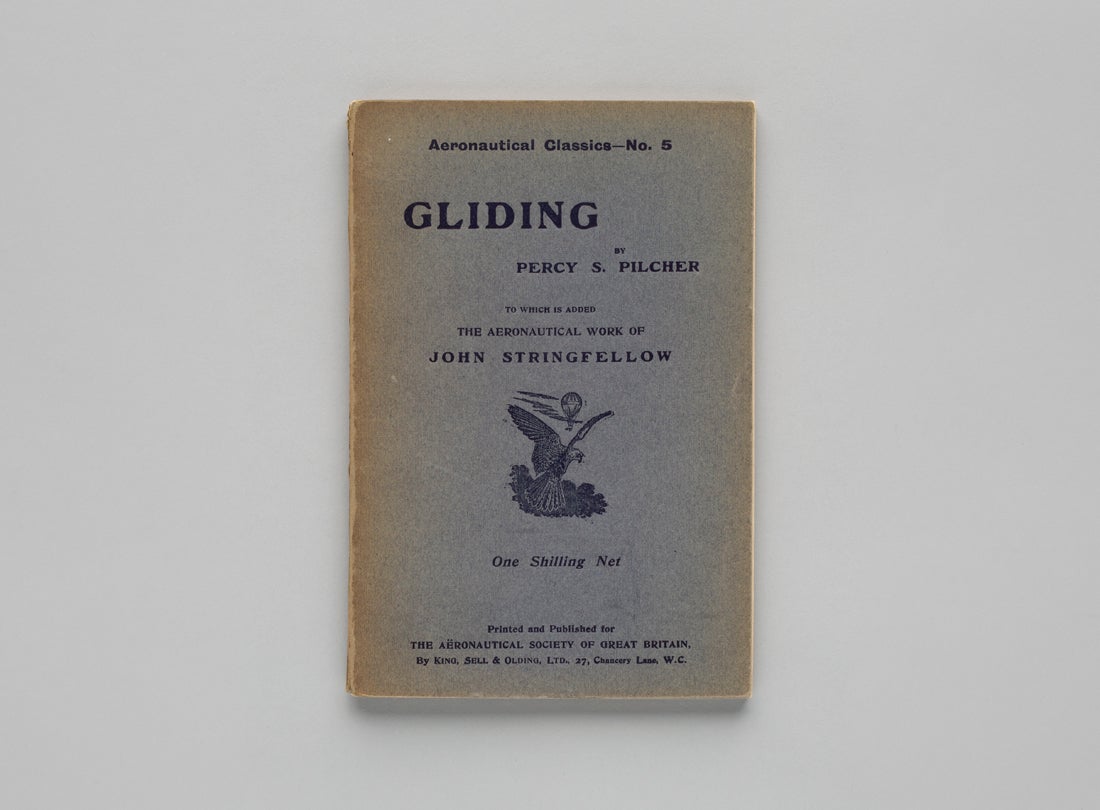 Aeronautical Classics—No. 5
GLIDING
BY
PERCY S. PILCHER
TO WHICH IS ADDED
THE AERONAUTICAL WORK OF
JOHN STRINGFELLOW
One Shilling Net
Printed and Published for
THE AËRONAUTICAL SOCIETY OF GREAT BRITAIN,
By KING, SELL & OLDING, LTD., 27, Chancery Lane, W.C.